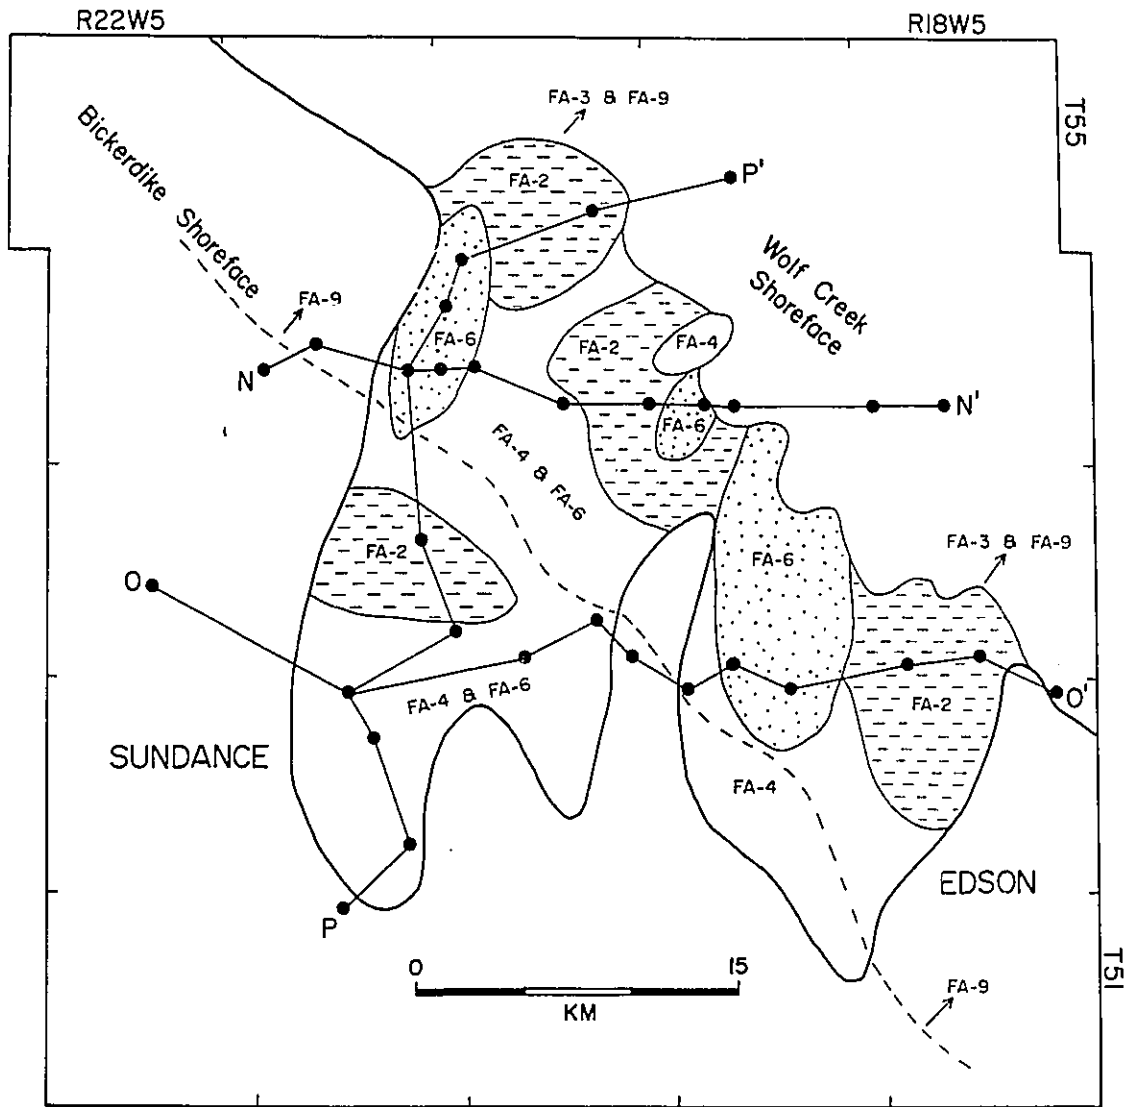 R22W5
R18W5
T55
FA-3 & FA-9
Bickerdike
Shoreface
FA-2
P'
Wolf Creek
Shoreface
FA-9
FA-6
FA-2
FA-4
N
N'
FA-6
FA-4 & FA-6
FA-2
FA-6
FA-3 & FA-9
O
FA-4 & FA-6
FA-2
O'
SUNDANCE
FA-4
EDSON
P
0
15
KM
T51
FA-9